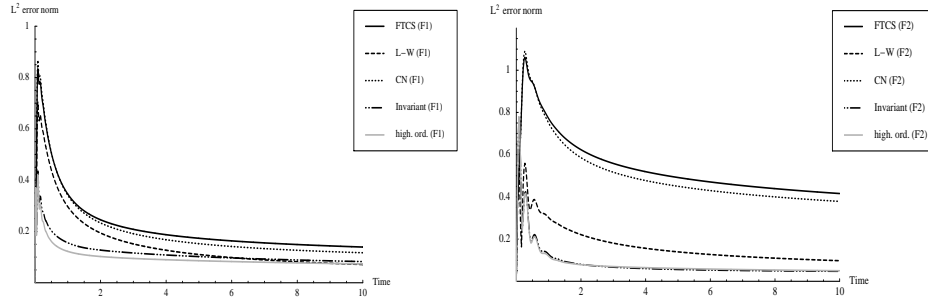 L² error norm
1
0.8
0.6
0.4
0.2
2
4
6
8
10
Time
FTCS (F1)
L-W (F1)
CN (F1)
Invariant (F1)
high. ord. (F1)
L² error norm
1
0.8
0.6
0.4
0.2
2
4
6
8
10
Time
FTCS (F2)
L-W (F2)
CN (F2)
Invariant (F2)
high. ord. (F2)